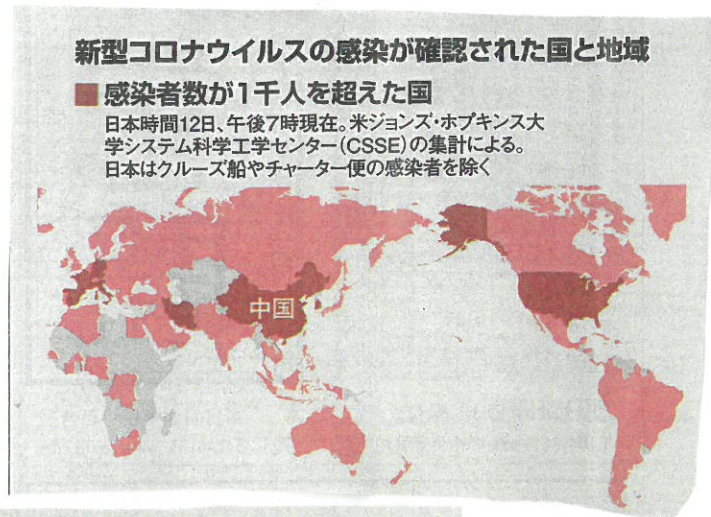 新型コロナウイルスの感染が確認された国と地域
■感染者数が1千人を超えた国
日本時間12日、午後7時現在。米ジョンズ・ホプキンス大
学システム科学工学センター(CSSE)の集計による。
日本はクルーズ船やチャーター便の感染者を除く
中国